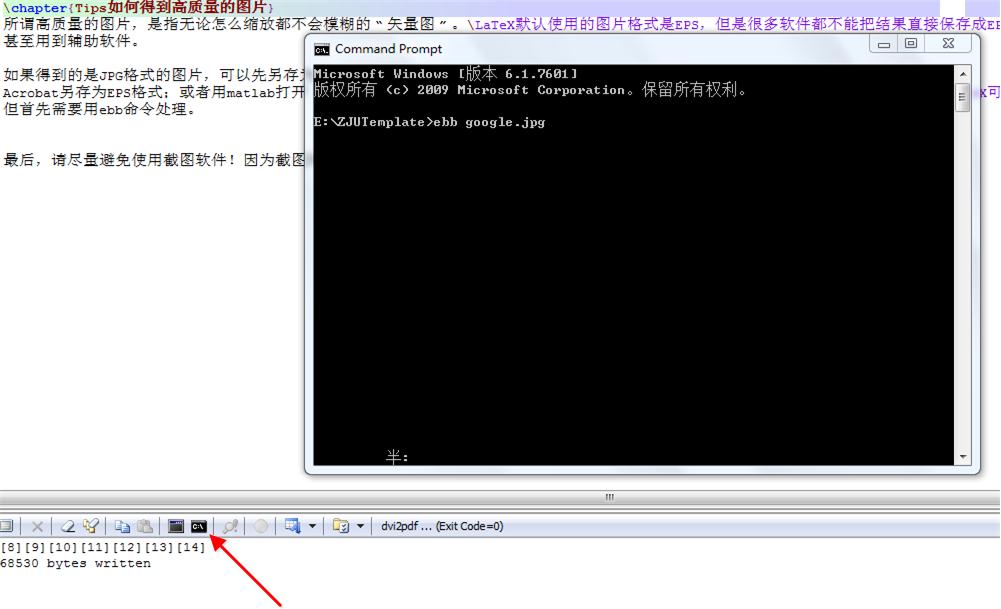 \chapter{Tips如何得到高质量的图片}
所谓高质量的图片，是指无论怎么缩放都不会模糊的“矢量图”。\LaTeX默认使用的图片格式是EPS，但是很多软件都不能把结果直接保存成EP
甚至用到辅助软件。
如果得到的是JPG格式的图片，可以先另存为
Acrobat另存为EPS格式；或者用matlab打开
X可
但首先需要用ebb命令处理。
最后，请尽量避免使用截图软件！因为截图
Command Prompt
Microsoft Windows [版本 6.1.7601]
版权所有 (c) 2009 Microsoft Corporation。保留所有权利。
E:\ZJUTemplate>ebb google.jpg
半:
dvi2pdf ... (Exit Code=0)
[8][9][10][11][12][13][14]
68530 bytes written